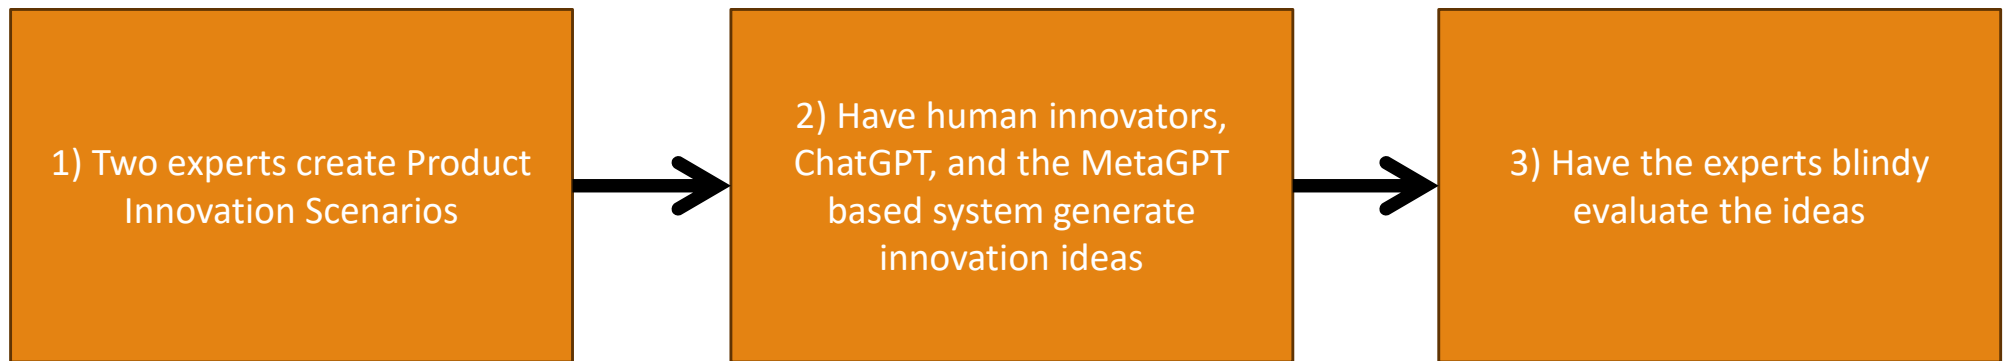 1) Two experts create Product
Innovation Scenarios
2) Have human innovators,
ChatGPT, and the MetaGPT
based system generate
innovation ideas
3) Have the experts blindy
evaluate the ideas